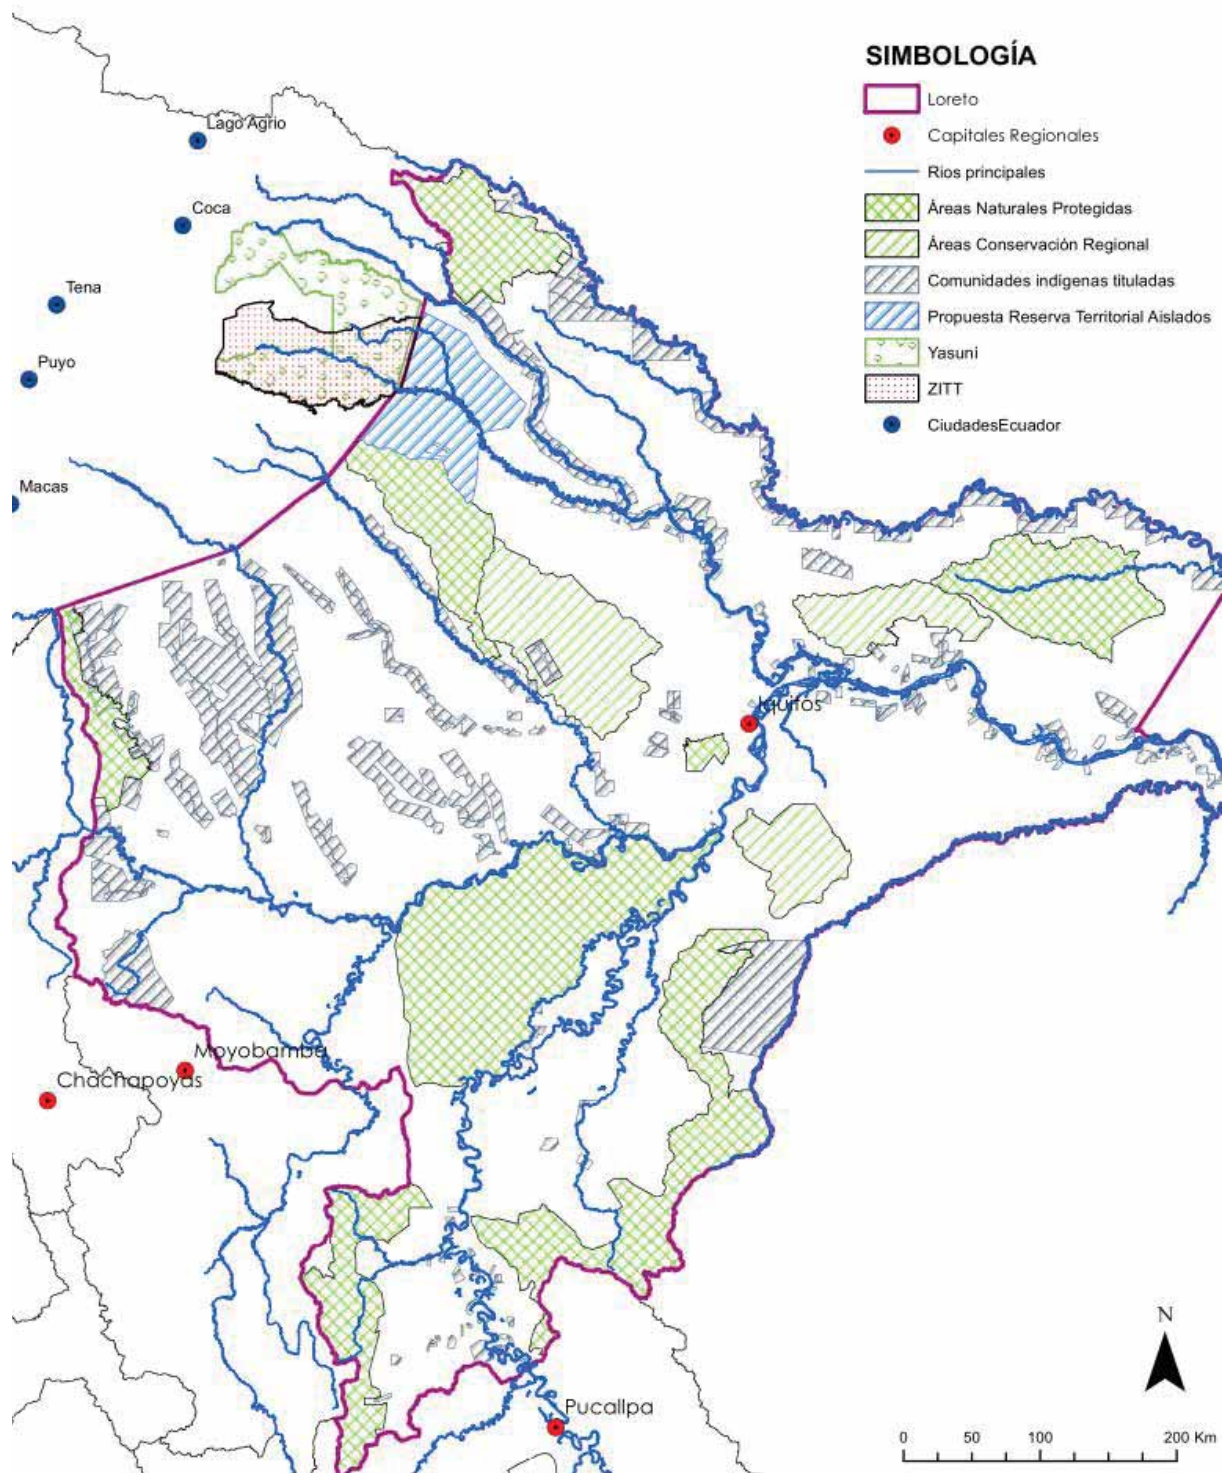 SIMBOLOGÍA
Loreto
Capitales Regionales
Rios principales
Áreas Naturales Protegidas
Áreas Conservación Regional
Comunidades indígenas tituladas
Propuesta Reserva Territorial Aislados
Yasuni
ZITT
CiudadesEcuador
Lago Agrio
Coca
Tena
Puyo
Macas
Iquitos
Moyobamba
Chachapoyas
Pucallpa
N
0 50 100 200 Km